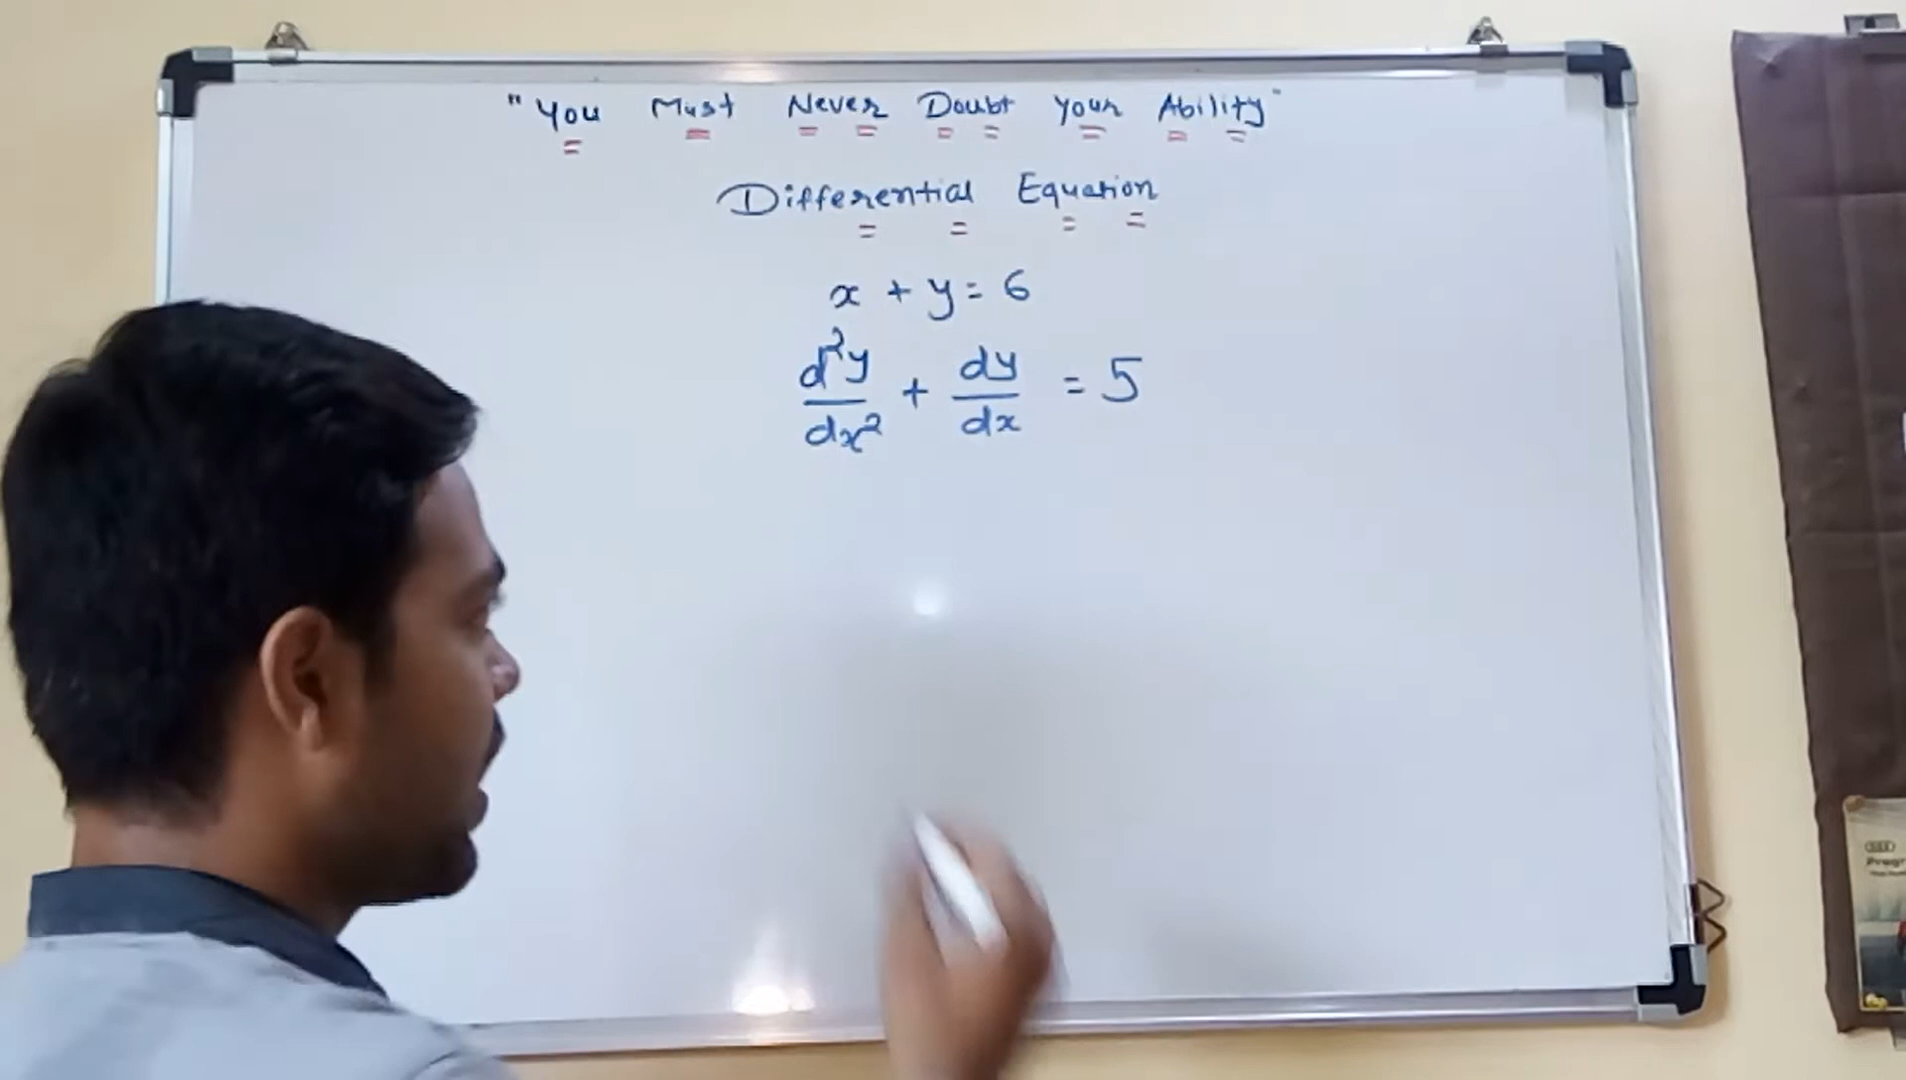 "You Must Never Doubt Your Ability"
Differential Equation
x + y = 6
d²y/dx² + dy/dx = 5